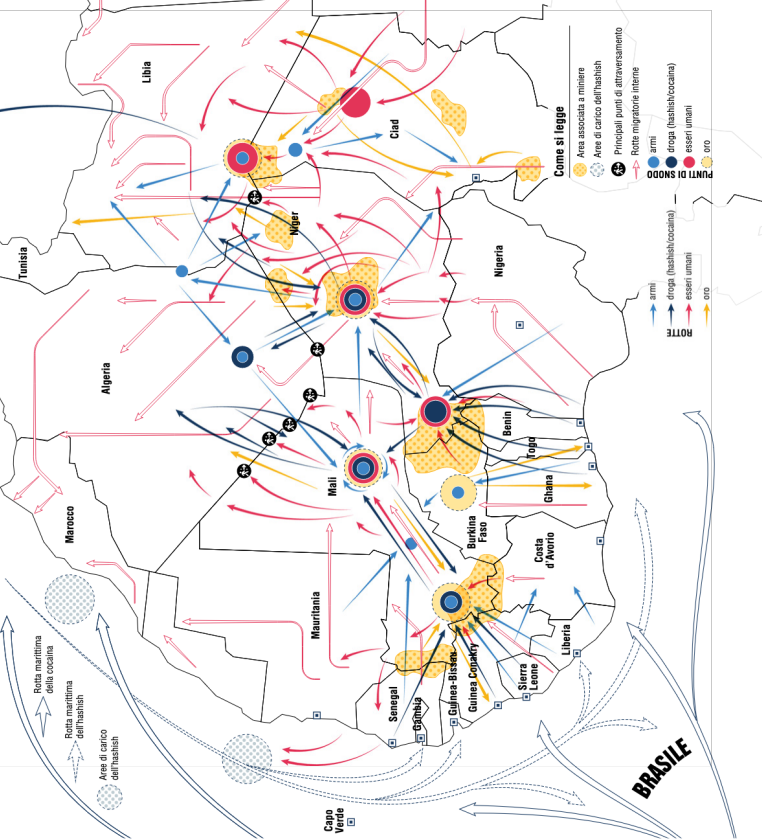 Libia
Tunisia
Algeria
Marocco
Ciad
Niger
Nigeria
Mali
Mauritania
Benin
Togo
Ghana
Burkina
Faso
Costa
d'Avorio
Liberia
Sierra
Leone
Guinea Conakry
Guinea-Bissau
Gambia
Senegal
Capo
Verde
BRASILE
Rotta marittima
della cocaina
Rotta marittima
dell'hashish
Aree di carico
dell'hashish
Come si legge
Area associata a miniere
Aree di carico dell'hashish
Principali punti di attraversamento
Rotte migratorie interne
PUNTI DI SNODO
armi
droga (hashish/cocaina)
esseri umani
oro
ROTTE
armi
droga (hashish/cocaina)
esseri umani
oro